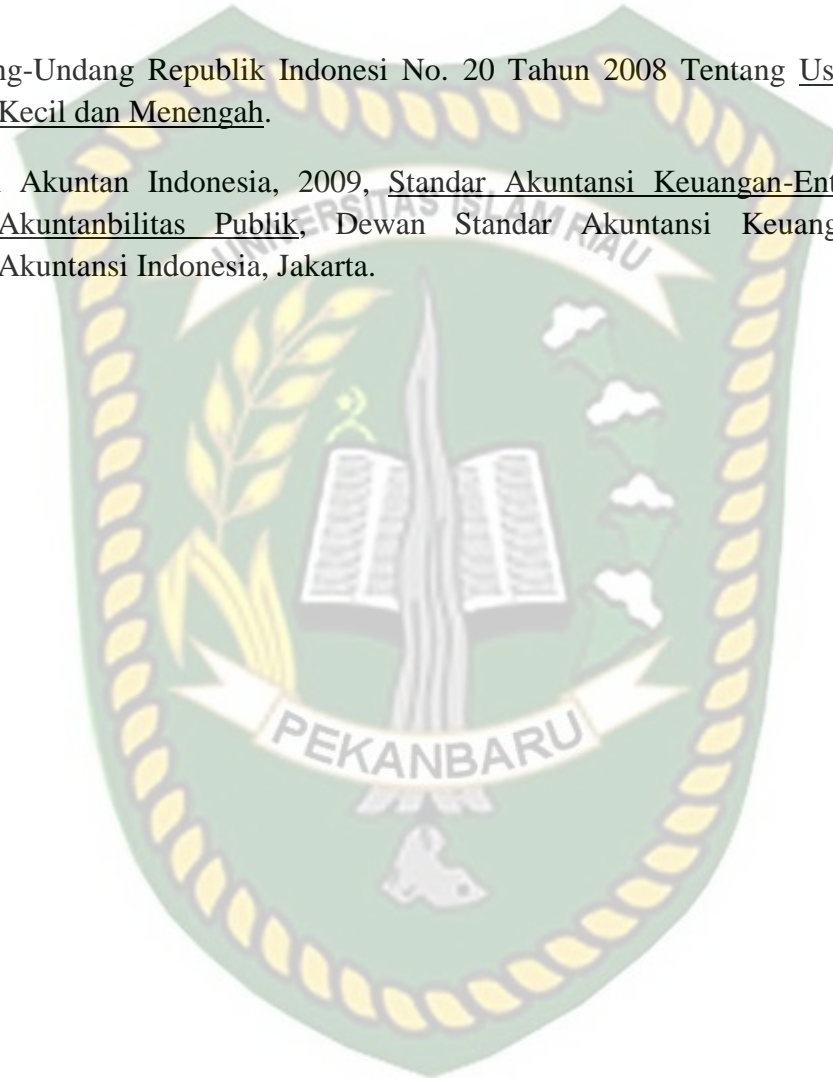 ng-Undang Republik Indonesi No. 20 Tahun 2008 Tentang Us
Kecil dan Menengah.
Akuntan Indonesia, 2009, Standar Akuntansi Keuangan-Ent
Akuntanbilitas Publik, Dewan Standar Akuntansi Keuang
Akuntansi Indonesia, Jakarta.
UNIVERSITAS ISLAM RIAU
PEKANBARU